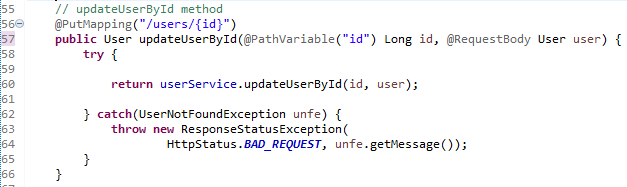 55 // updateUserById method
56 @PutMapping("/users/{id}")
57 public User updateUserById(@PathVariable("id") Long id, @RequestBody User user) {
58 try {
59
60 return userService.updateUserById(id, user);
61
62 } catch(UserNotFoundException unfe) {
63 throw new ResponseStatusException(
64 HttpStatus.BAD_REQUEST, unfe.getMessage());
65 }
66 }